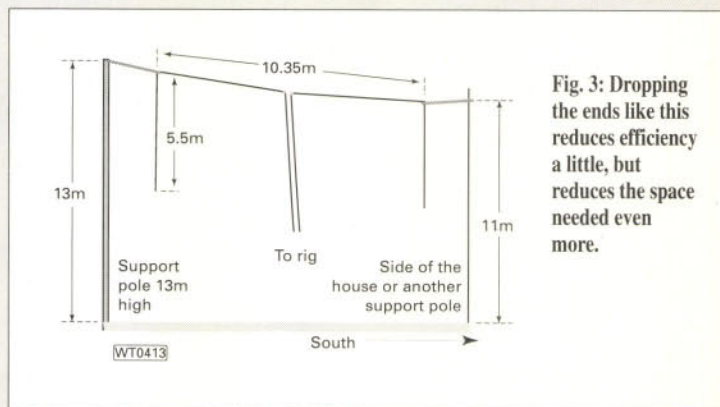 10.35m
5.5m
13m
11m
To rig
Support
pole 13m
high
Side of the
house or another
support pole
South
WT0413
Fig. 3: Dropping
the ends like this
reduces efficiency
a little, but
reduces the space
needed even
more.